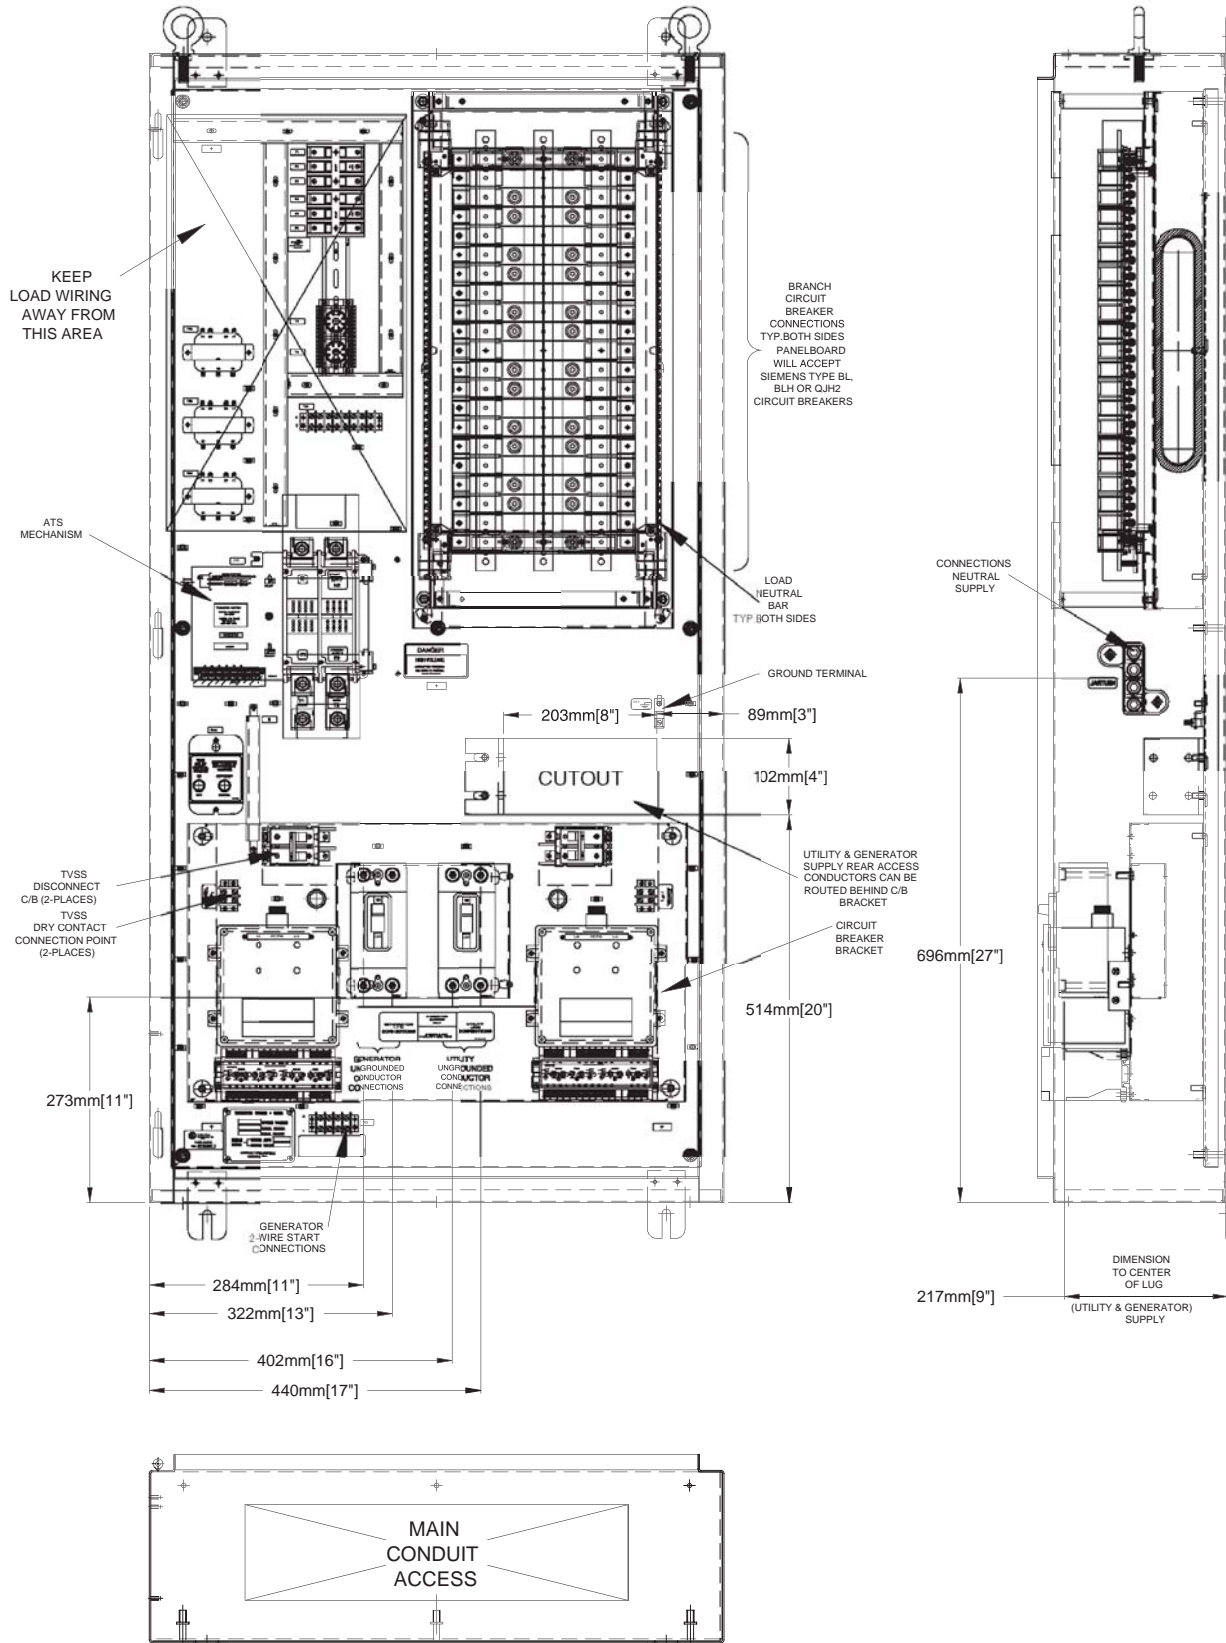 KEEP
LOAD WIRING
AWAY FROM
THIS AREA
BRANCH
CIRCUIT
BREAKER
CONNECTIONS
TYP.BOTH SIDES
PANELBOARD
WILL ACCEPT
SIEMENS TYPE BL,
BLH OR QJH2
CIRCUIT BREAKERS
ATS
MECHANISM
CONNECTIONS
NEUTRAL
SUPPLY
LOAD
NEUTRAL
BAR
TYP.BOTH SIDES
DANGER
HIGH VOLTAGE
GROUND TERMINAL
NEUTRAL
203mm[8"]
89mm[3"]
CUTOUT
102mm[4"]
UTILITY & GENERATOR
SUPPLY REAR ACCESS
CONDUCTORS CAN BE
ROUTED BEHIND C/B
BRACKET
TVSS
DISCONNECT
C/B (2-PLACES)
TVSS
DRY CONTACT
CONNECTION POINT
(2-PLACES)
CIRCUIT
BREAKER
BRACKET
696mm[27"]
514mm[20"]
GENERATOR
UNGROUNDED
CONDUCTOR
CONNECTIONS
UTILITY
UNGROUNDED
CONDUCTOR
CONNECTIONS
273mm[11"]
GENERATOR
2-WIRE START
CONNECTIONS
284mm[11"]
322mm[13"]
402mm[16"]
440mm[17"]
DIMENSION
TO CENTER
OF LUG
217mm[9"]
(UTILITY & GENERATOR)
SUPPLY
MAIN
CONDUIT
ACCESS